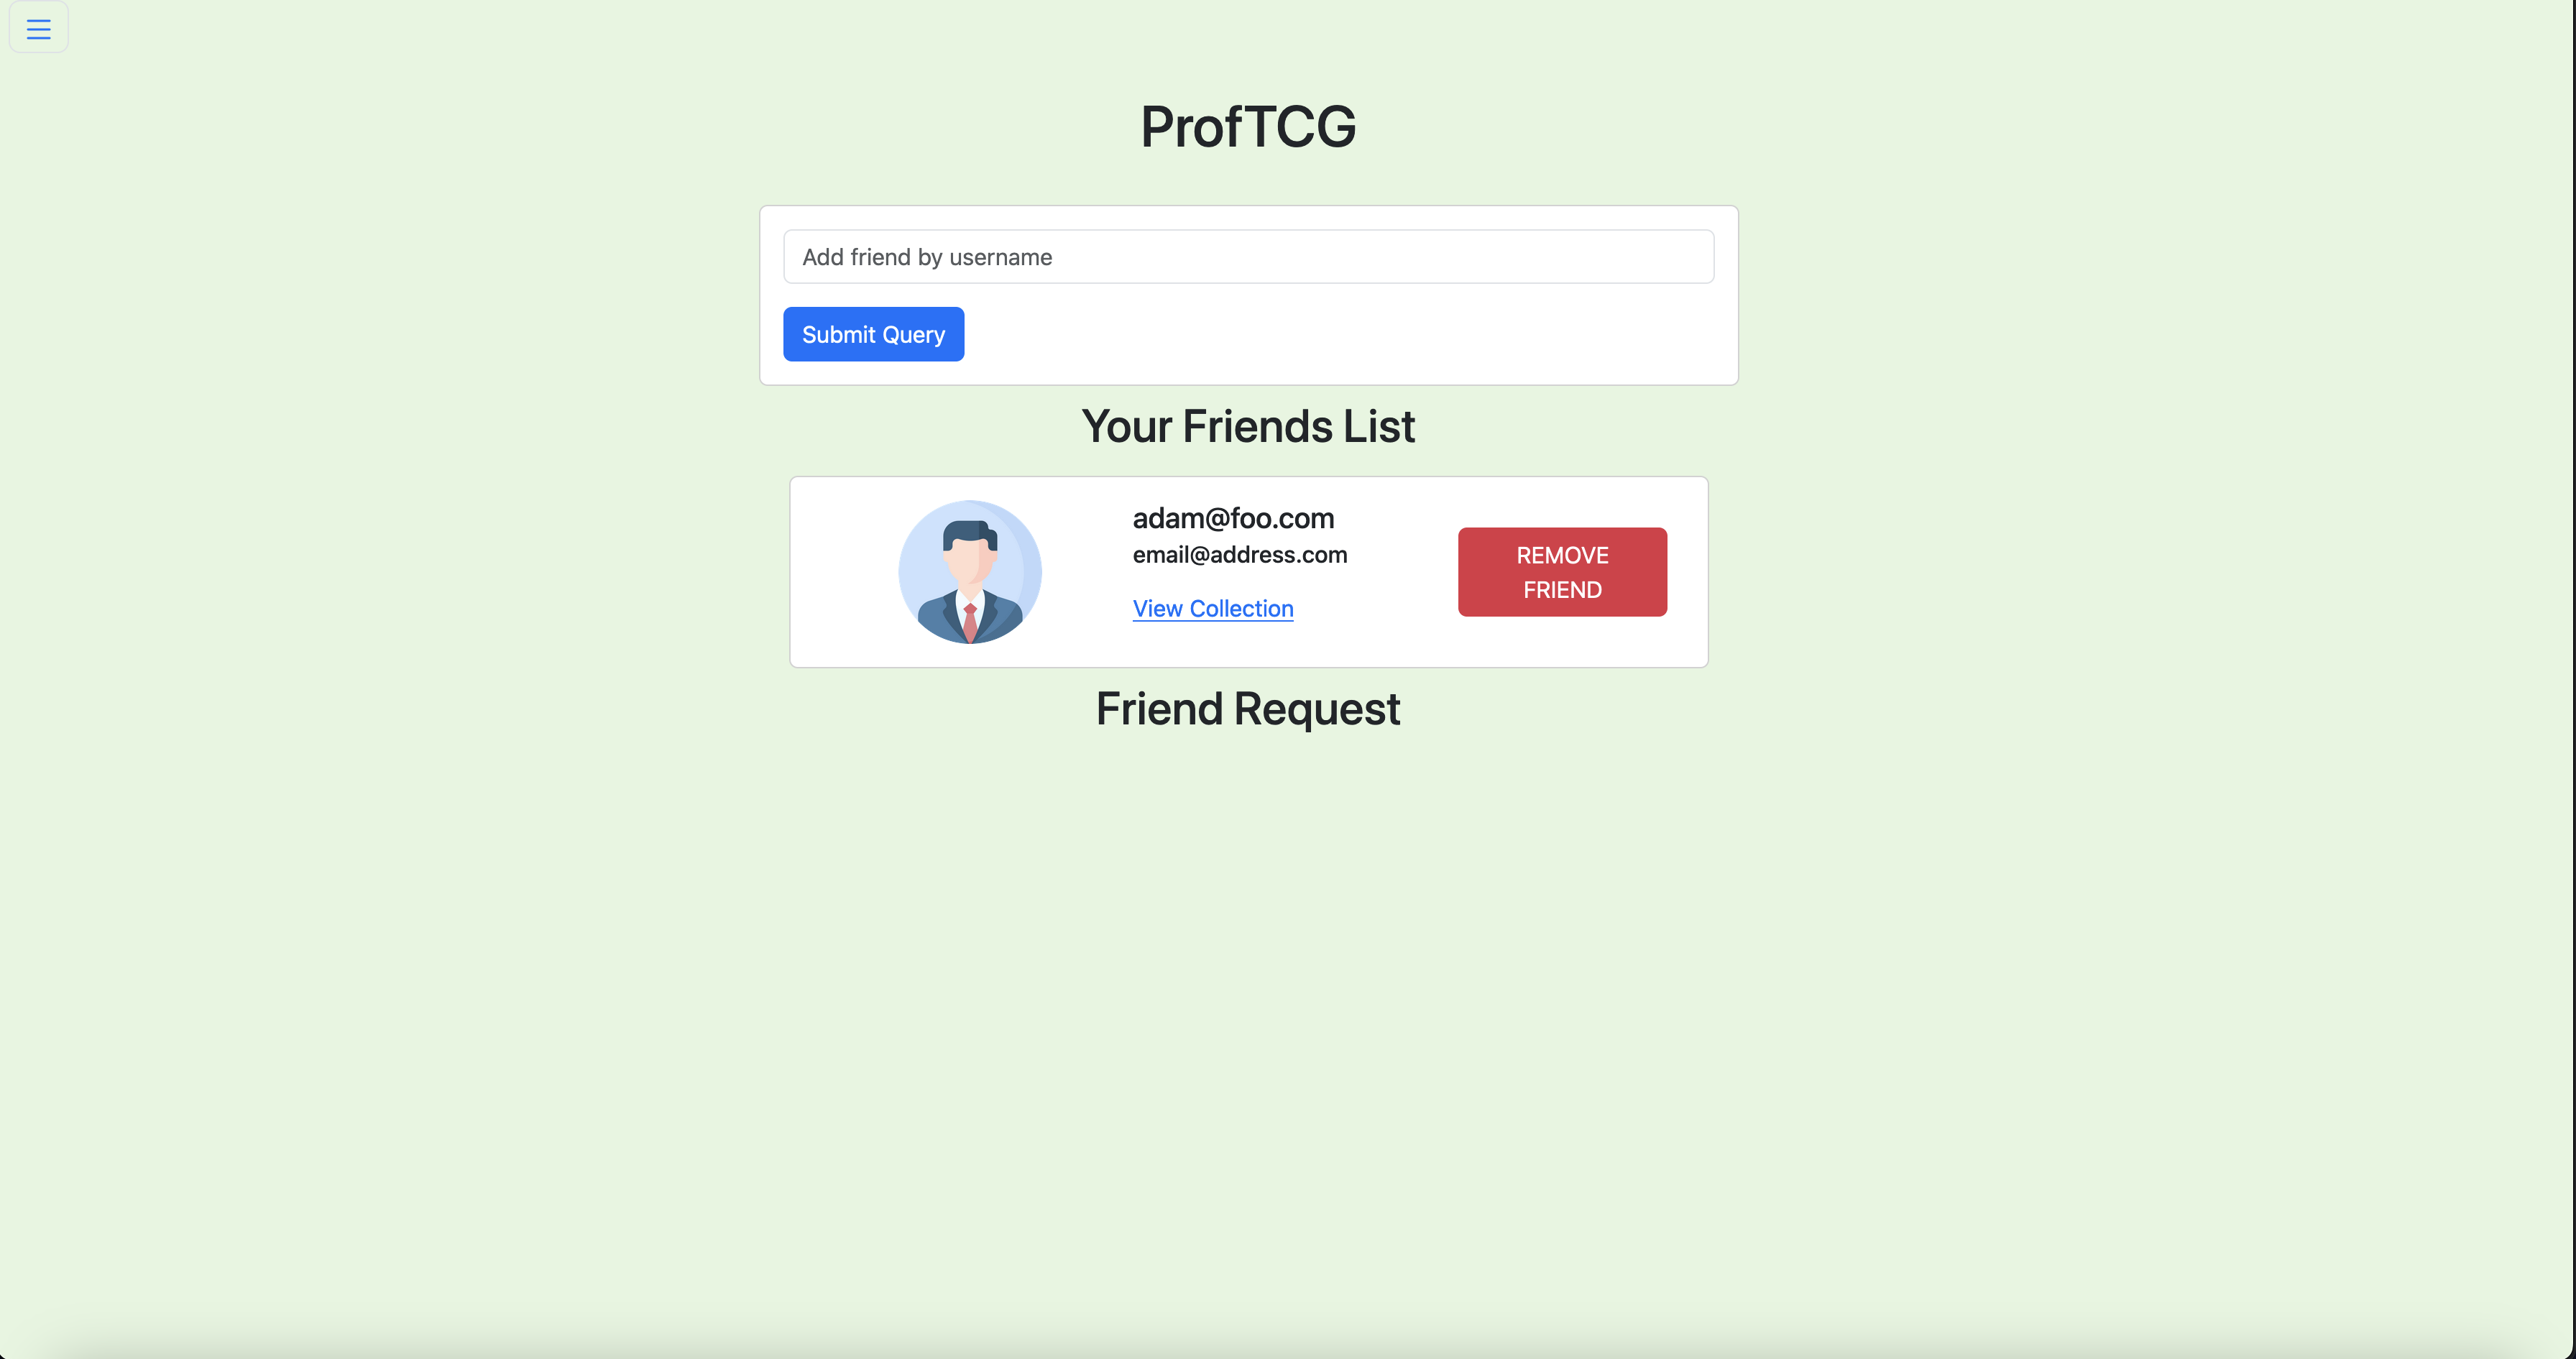 ProfTCG
Add friend by username
Submit Query
Your Friends List
adam@foo.com
email@address.com
View Collection
REMOVE
FRIEND
Friend Request